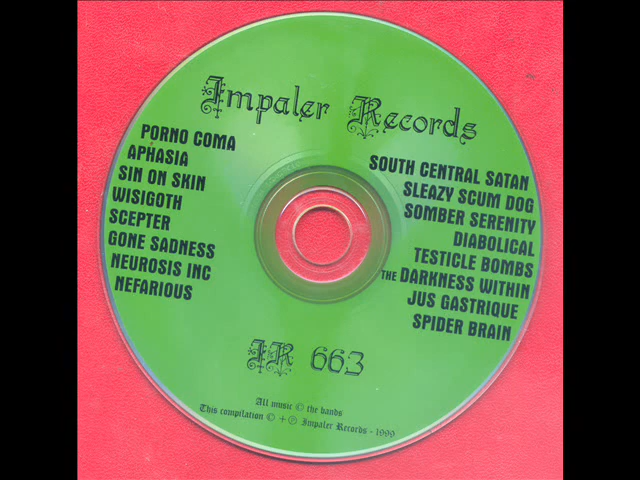 Impaler Records
PORNO COMA
APHASIA
SIN ON SKIN
WISIGOTH
SCEPTER
GONE SADNESS
NEUROSIS INC
NEFARIOUS
SOUTH CENTRAL SATAN
SLEAZY SCUM DOG
SOMBER SERENITY
DIABOLICAL
TESTICLE BOMBS
THE DARKNESS WITHIN
JUS GASTRIQUE
SPIDER BRAIN
IR 663
All music © the bands
This compilation © + ℗ Impaler Records - 1999